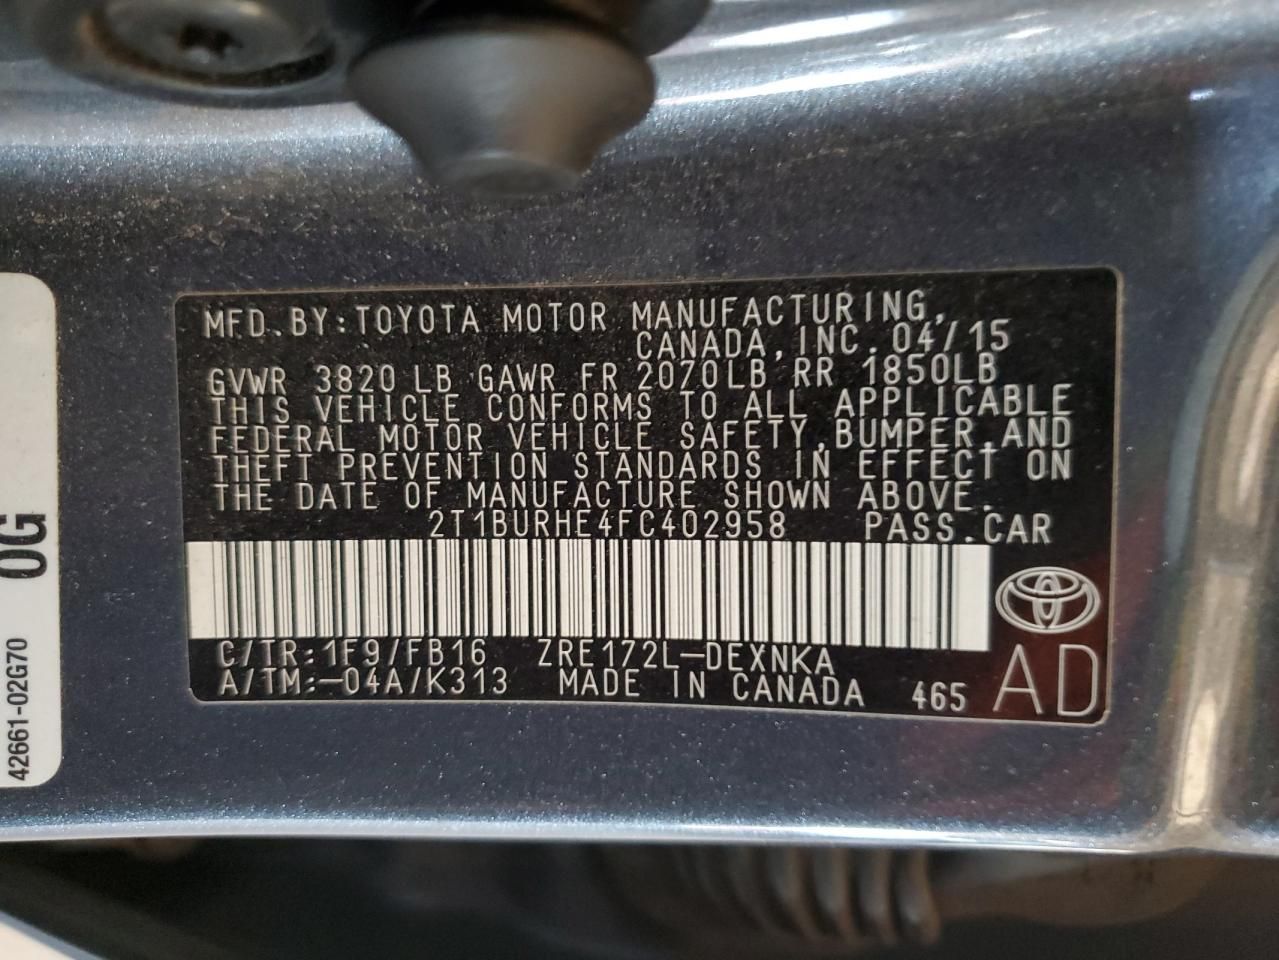 MFD.BY:TOYOTA MOTOR MANUFACTURING,
CANADA,INC.04/15
GVWR 3820 LB GAWR FR 2070LB RR 1850LB
THIS VEHICLE CONFORMS TO ALL APPLICABLE
FEDERAL MOTOR VEHICLE SAFETY,BUMPER,AND
THEFT PREVENTION STANDARDS IN EFFECT ON
THE DATE OF MANUFACTURE SHOWN ABOVE.
2T1BURHE4FC402958 PASS.CAR
C/TR:1F9/FB16 ZRE172L-DEXNKA
A/TM:-04A/K313 MADE IN CANADA 465 AD
0G
42661-02G70